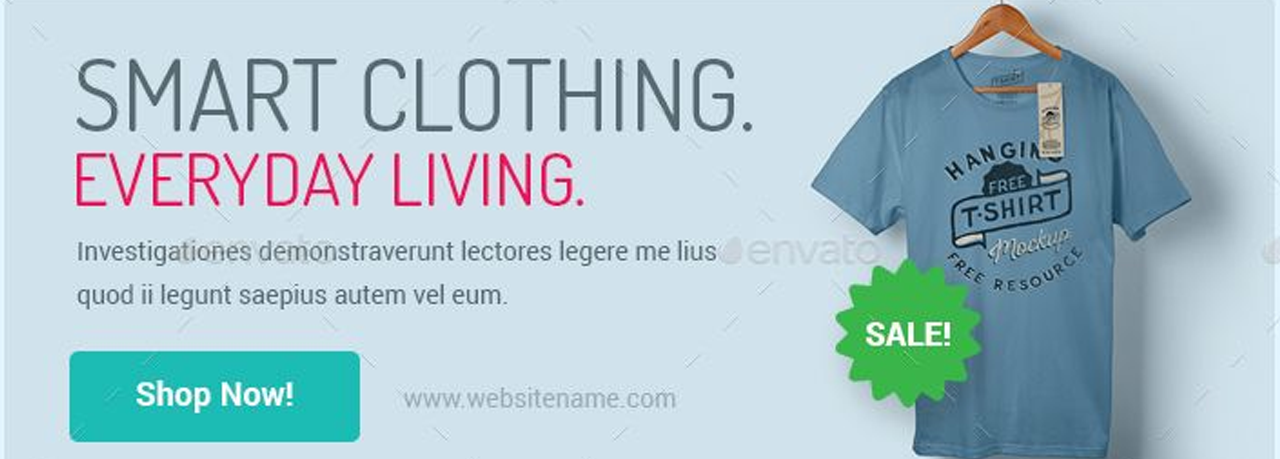 SMART CLOTHING.
EVERYDAY LIVING.
Investigationes demonstraverunt lectores legere me lius
quod ii legunt saepius autem vel eum.
Shop Now!
www.websitename.com
HANGING
FREE
T-SHIRT
Mockup
FREE RESOURCE
SALE!
envato
envato